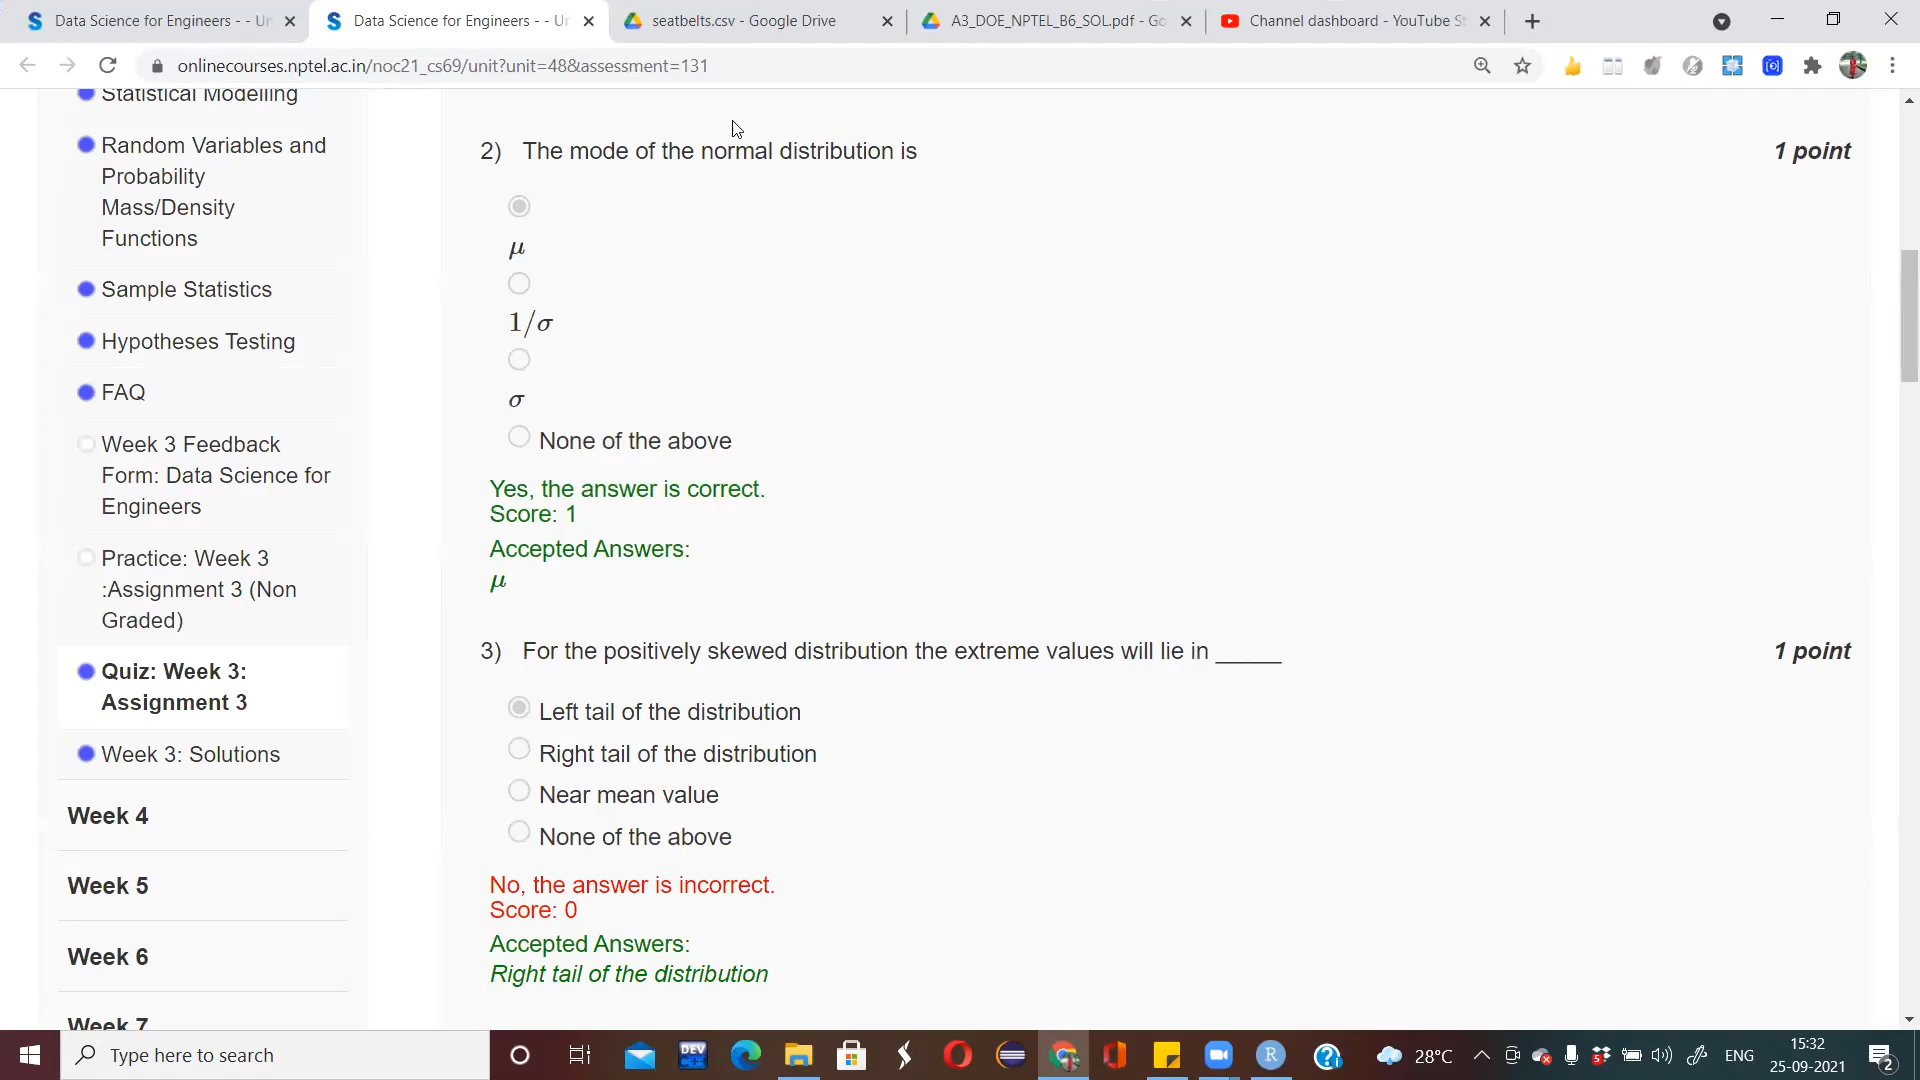 Data Science for Engineers - - Un
Data Science for Engineers - - Un
seatbelts.csv - Google Drive
A3_DOE_NPTEL_B6_SOL.pdf - Go
Channel dashboard - YouTube St
onlinecourses.nptel.ac.in/noc21_cs69/unit?unit=48&assessment=131
Statistical Modelling
Random Variables and
Probability
Mass/Density
Functions
Sample Statistics
Hypotheses Testing
FAQ
Week 3 Feedback
Form: Data Science for
Engineers
Practice: Week 3
:Assignment 3 (Non
Graded)
Quiz: Week 3:
Assignment 3
Week 3: Solutions
Week 4
Week 5
Week 6
Week 7
2) The mode of the normal distribution is
1 point
μ
1/σ
σ
None of the above
Yes, the answer is correct.
Score: 1
Accepted Answers:
μ
3) For the positively skewed distribution the extreme values will lie in _____
1 point
Left tail of the distribution
Right tail of the distribution
Near mean value
None of the above
No, the answer is incorrect.
Score: 0
Accepted Answers:
Right tail of the distribution
Type here to search
DEV
R
28°C
ENG
15:32
25-09-2021
2